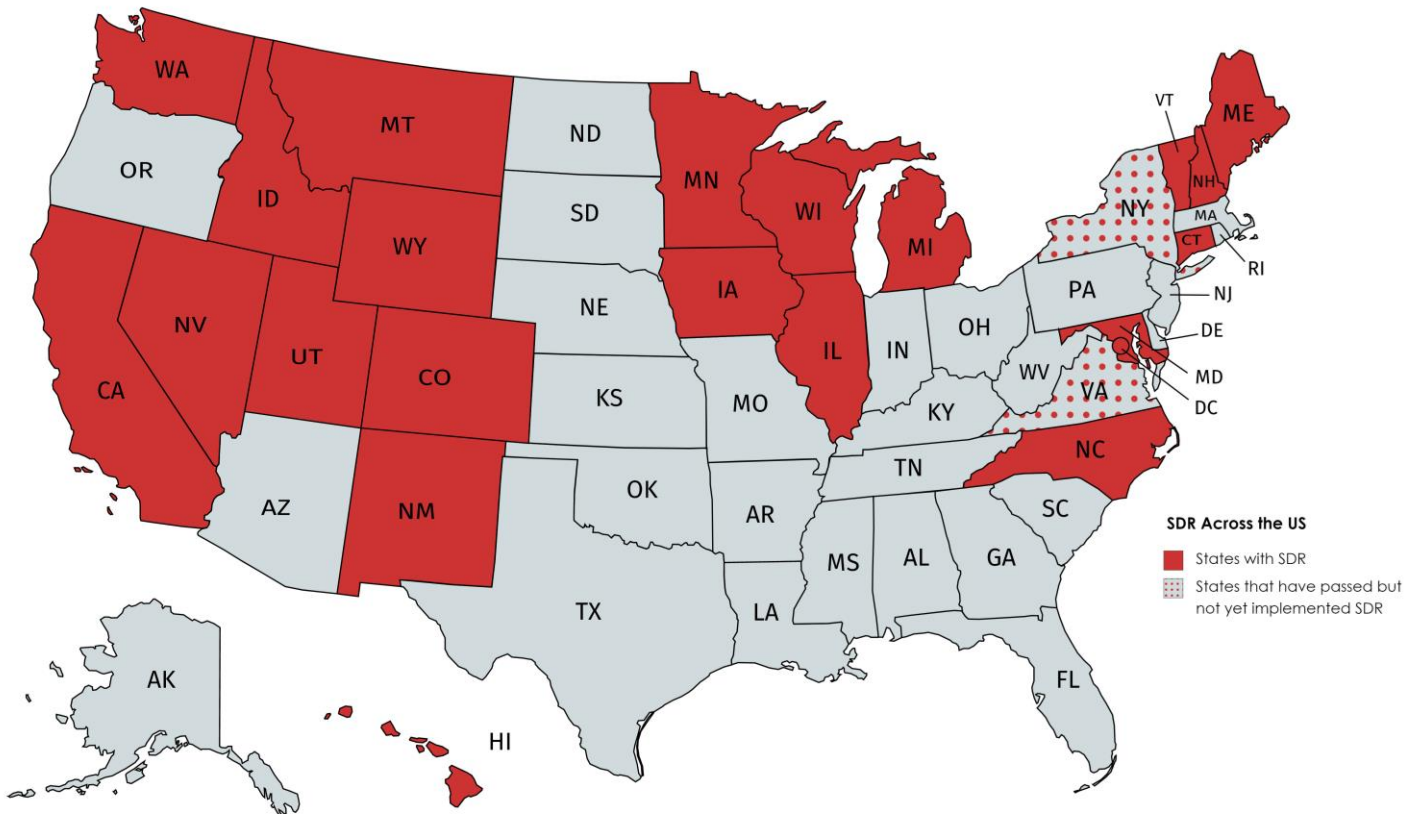 WA
MT
ND
MN
VT
ME
OR
ID
SD
WI
MI
NY
NH
MA
WY
CT
RI
IA
NE
PA
NJ
NV
UT
CO
IL
IN
OH
DE
CA
KS
MO
WV
VA
MD
KY
DC
NC
TN
AZ
NM
OK
AR
SC
MS
AL
GA
TX
LA
FL
AK
HI
SDR Across the US
States with SDR
States that have passed but
not yet implemented SDR